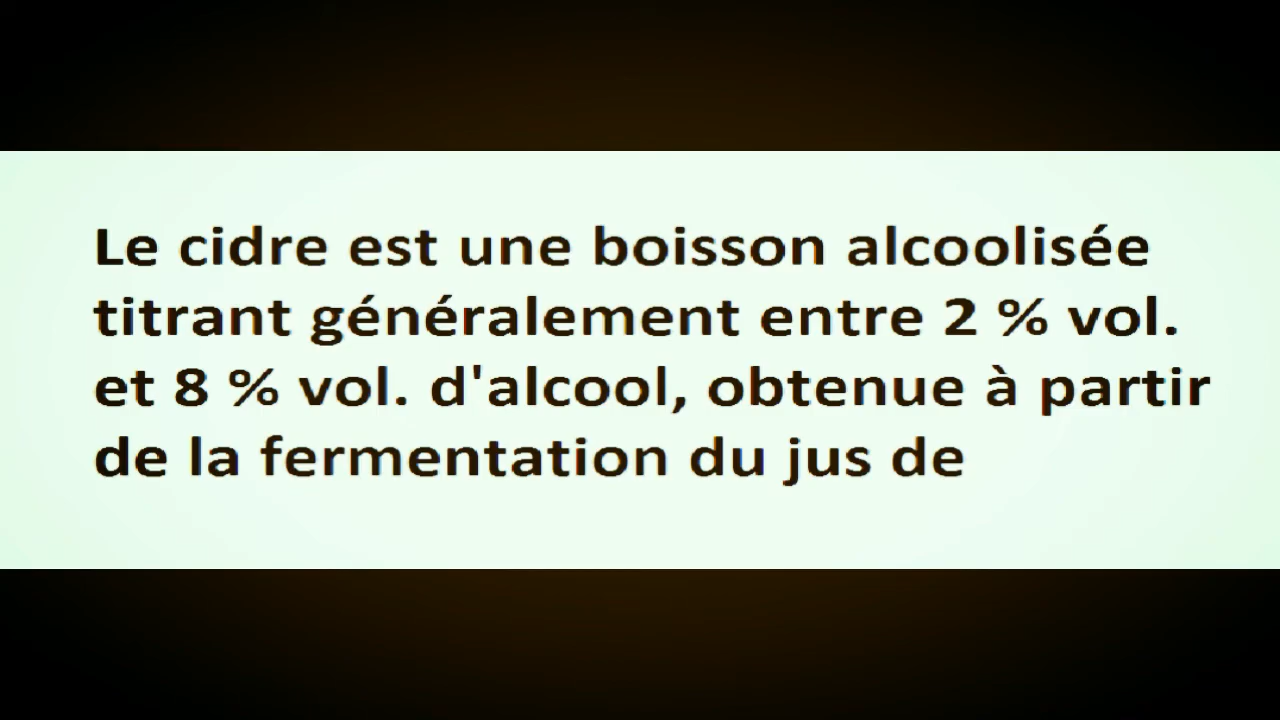 Le cidre est une boisson alcoolisée
titrant généralement entre 2 % vol.
et 8 % vol. d'alcool, obtenue à partir
de la fermentation du jus de